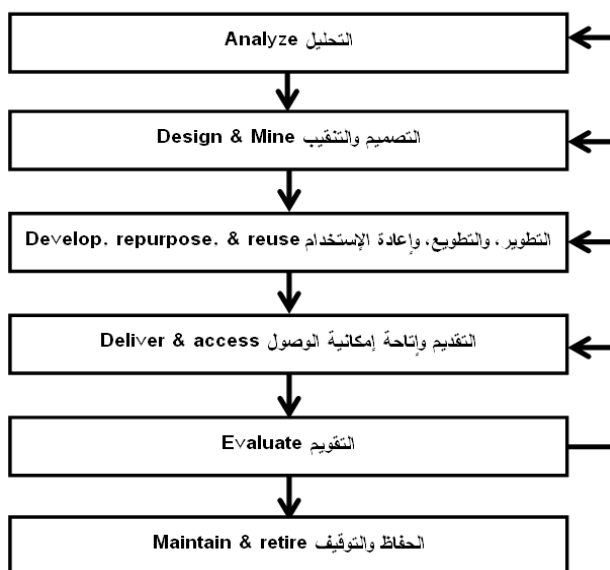 التحليل Analyze
التصميم والتنقيب Design & Mine
التطوير، والتطويع، وإعادة الإستخدام Develop. repurpose. & reuse
التقديم وإتاحة إمكانية الوصول Deliver & access
التقويم Evaluate
الحفاظ والتوقيف Maintain & retire